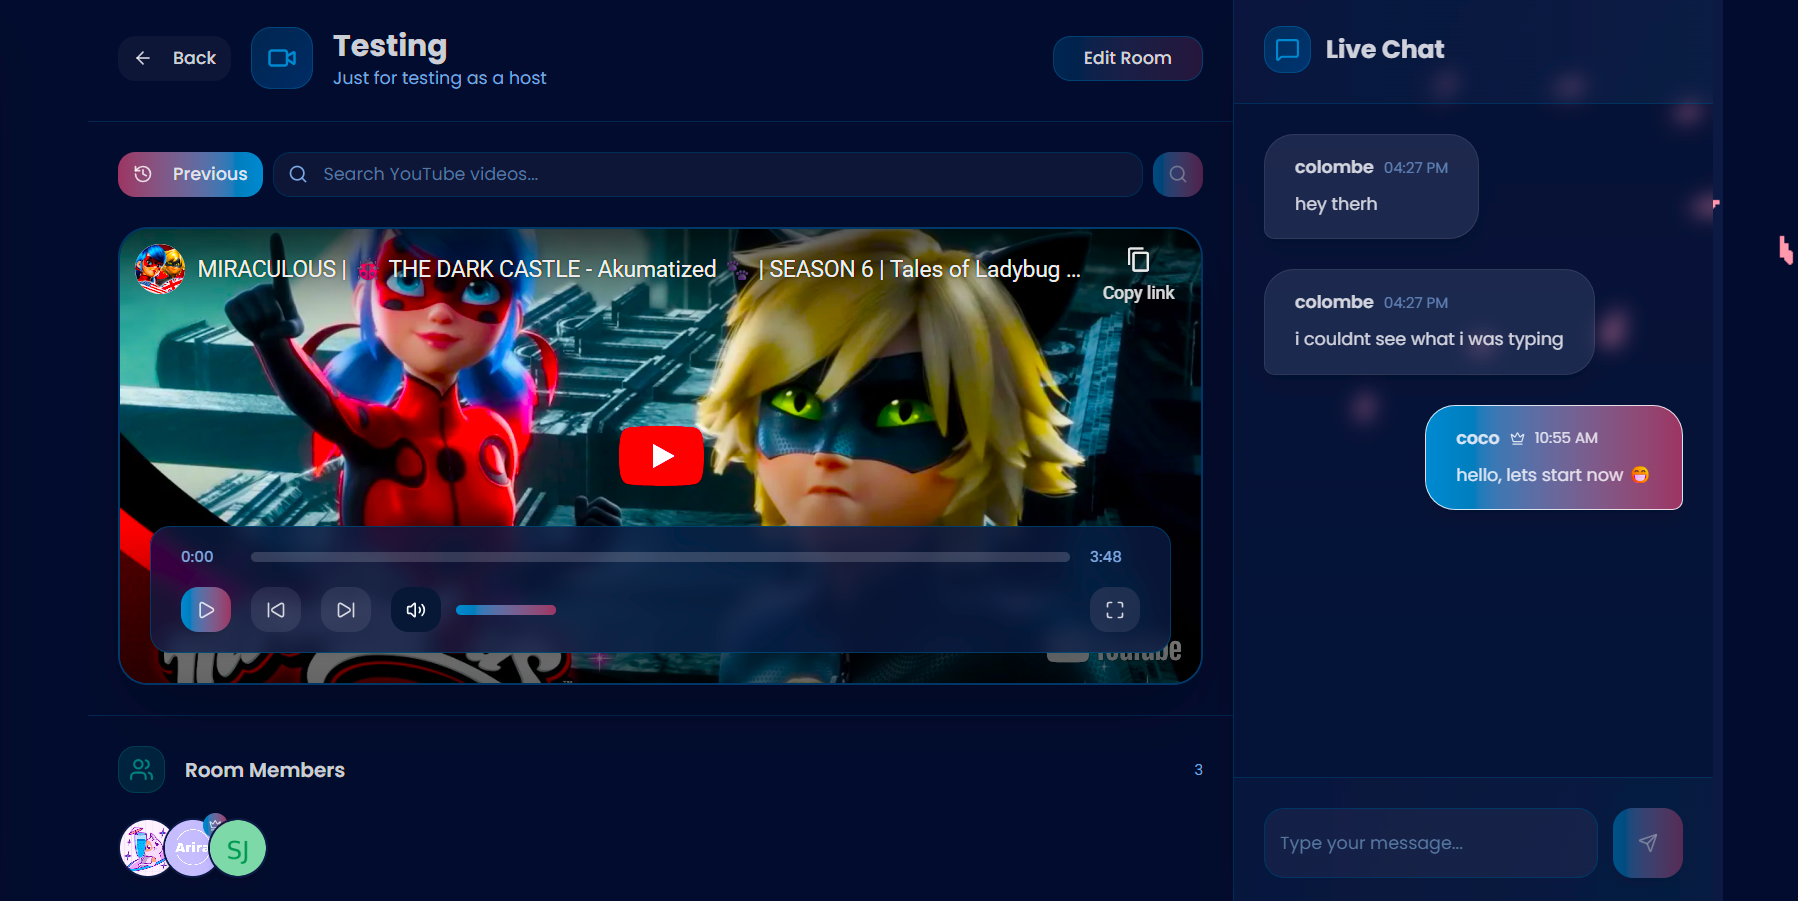 Back
Testing
Just for testing as a host
Edit Room
Previous
Search YouTube videos...
MIRACULOUS | 🐞 THE DARK CASTLE - Akumatized 🐾 | SEASON 6 | Tales of Ladybug ...
Copy link
0:00
3:48
YouTube
Room Members
3
SJ
Live Chat
colombe 04:27 PM
hey therh
colombe 04:27 PM
i couldnt see what i was typing
coco 10:55 AM
hello, lets start now 😁
Type your message...